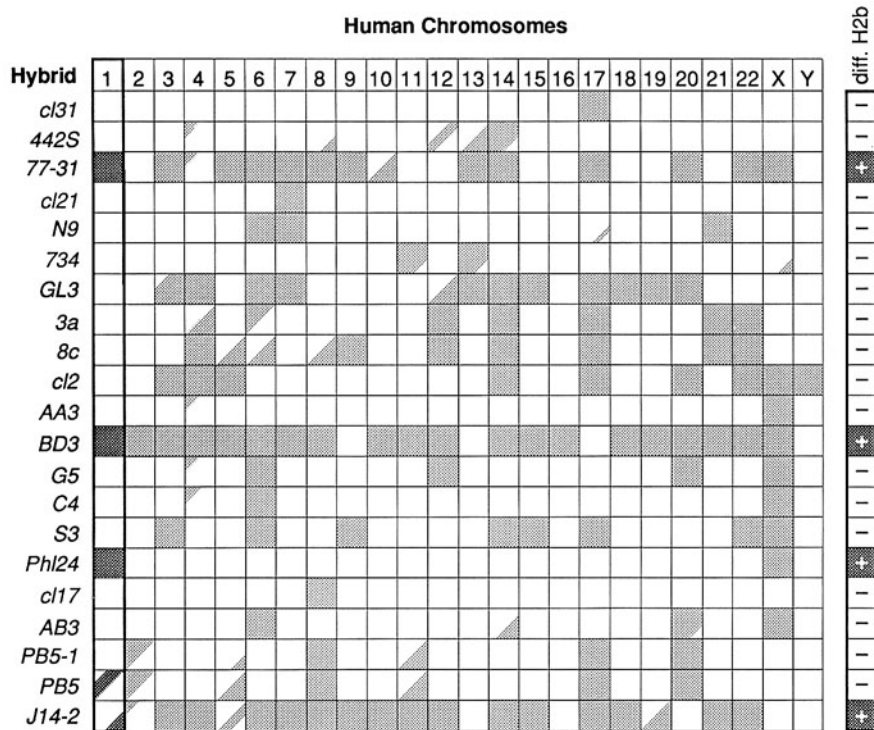 Human Chromosomes
diff. H2b
Hybrid 1 2 3 4 5 6 7 8 9 10 11 12 13 14 15 16 17 18 19 20 21 22 X Y
cl31 −
442S −
77-31 +
cl21 −
N9 −
734 −
GL3 −
3a −
8c −
cl2 −
AA3 −
BD3 +
G5 −
C4 −
S3 −
Phl24 +
cl17 −
AB3 −
PB5-1 −
PB5 −
J14-2 +